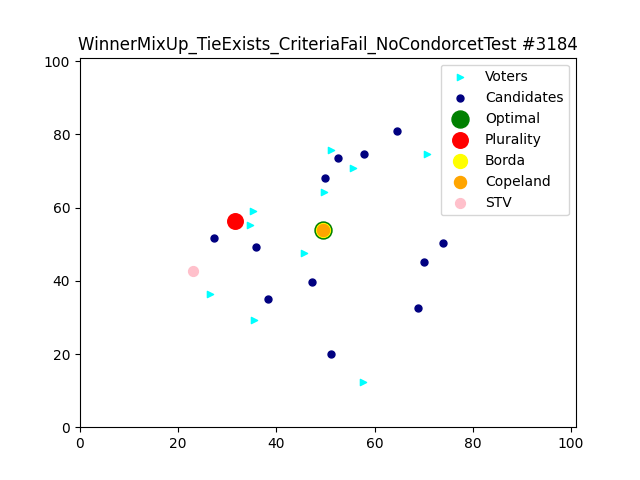 WinnerMixUp_TieExists_CriteriaFail_NoCondorcetTest #3184
Voters
Candidates
Optimal
Plurality
Borda
Copeland
STV
100
80
60
40
20
0
0 20 40 60 80 100